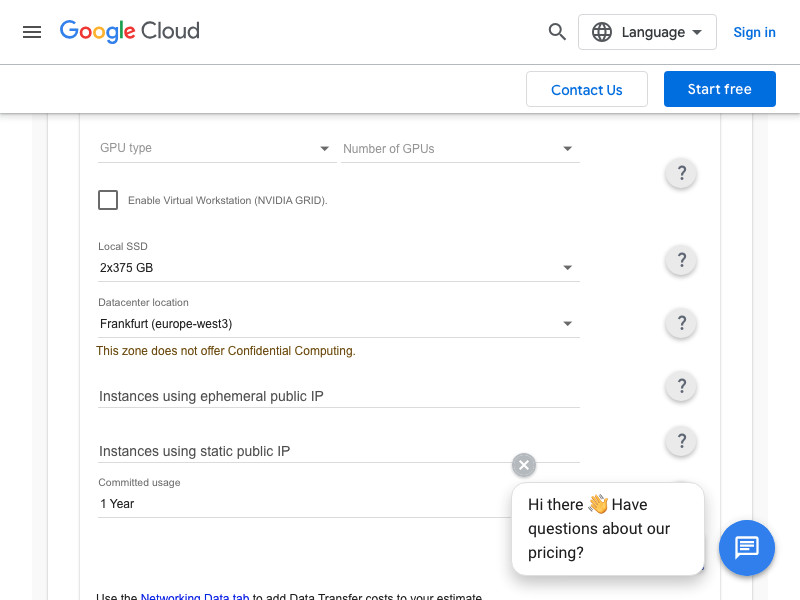 Google Cloud
Language
Sign in
Contact Us
Start free
GPU type
Number of GPUs
?
Enable Virtual Workstation (NVIDIA GRID).
Local SSD
2x375 GB
?
Datacenter location
Frankfurt (europe-west3)
?
This zone does not offer Confidential Computing.
Instances using ephemeral public IP
?
Instances using static public IP
?
Committed usage
1 Year
Hi there 👋 Have
questions about our
pricing?
Use the Networking Data tab to add Data Transfer costs to your estimate